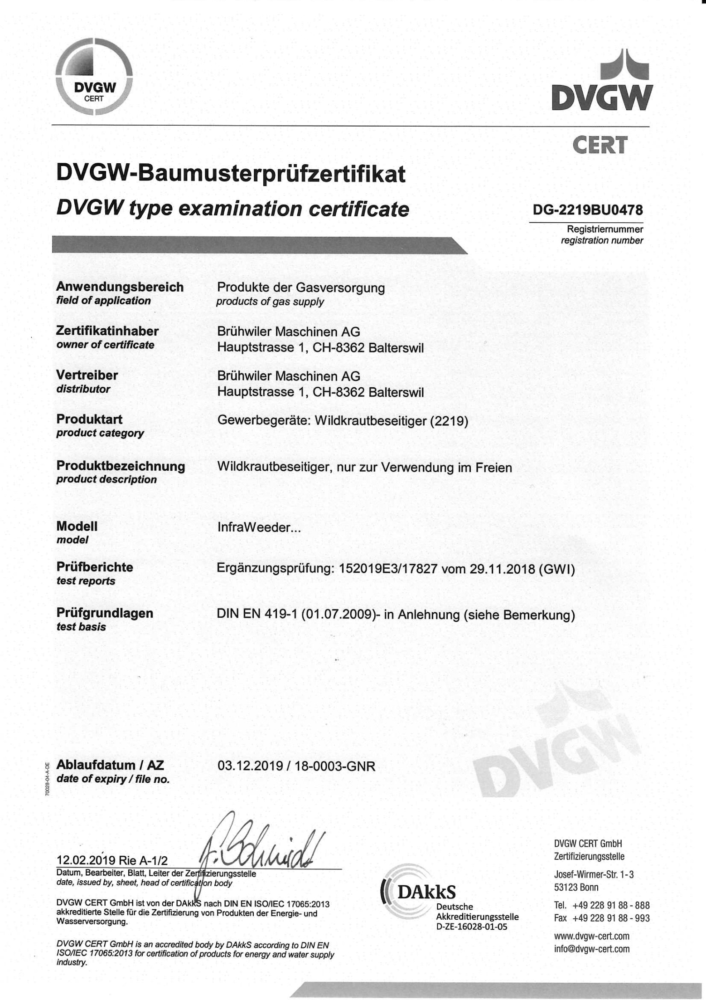 DVGW
CERT
DVGW
CERT
DVGW-Baumusterprüfzertifikat
DVGW type examination certificate
DG-2219BU0478
Registriernummer
registration number
Anwendungsbereich
field of application
Produkte der Gasversorgung
products of gas supply
Zertifikatinhaber
owner of certificate
Brühwiler Maschinen AG
Hauptstrasse 1, CH-8362 Balterswil
Vertreiber
distributor
Brühwiler Maschinen AG
Hauptstrasse 1, CH-8362 Balterswil
Produktart
product category
Gewerbegeräte: Wildkrautbeseitiger (2219)
Produktbezeichnung
product description
Wildkrautbeseitiger, nur zur Verwendung im Freien
Modell
model
InfraWeeder...
Prüfberichte
test reports
Ergänzungsprüfung: 152019E3/17827 vom 29.11.2018 (GWI)
Prüfgrundlagen
test basis
DIN EN 419-1 (01.07.2009)- in Anlehnung (siehe Bemerkung)
DVGW
Ablaufdatum / AZ
date of expiry / file no.
03.12.2019 / 18-0003-GNR
70028-04-A-DE
12.02.2019 Rie A-1/2
Datum, Bearbeiter, Blatt, Leiter der Zertifizierungsstelle
date, issued by, sheet, head of certification body
DVGW CERT GmbH ist von der DAkkS nach DIN EN ISO/IEC 17065:2013
akkreditierte Stelle für die Zertifizierung von Produkten der Energie- und
Wasserversorgung.
DVGW CERT GmbH is an accredited body by DAkkS according to DIN EN
ISO/IEC 17065:2013 for certification of products for energy and water supply
industry.
DAkkS
Deutsche
Akkreditierungsstelle
D-ZE-16028-01-05
DVGW CERT GmbH
Zertifizierungsstelle
Josef-Wirmer-Str. 1-3
53123 Bonn
Tel. +49 228 91 88 - 888
Fax +49 228 91 88 - 993
www.dvgw-cert.com
info@dvgw-cert.com